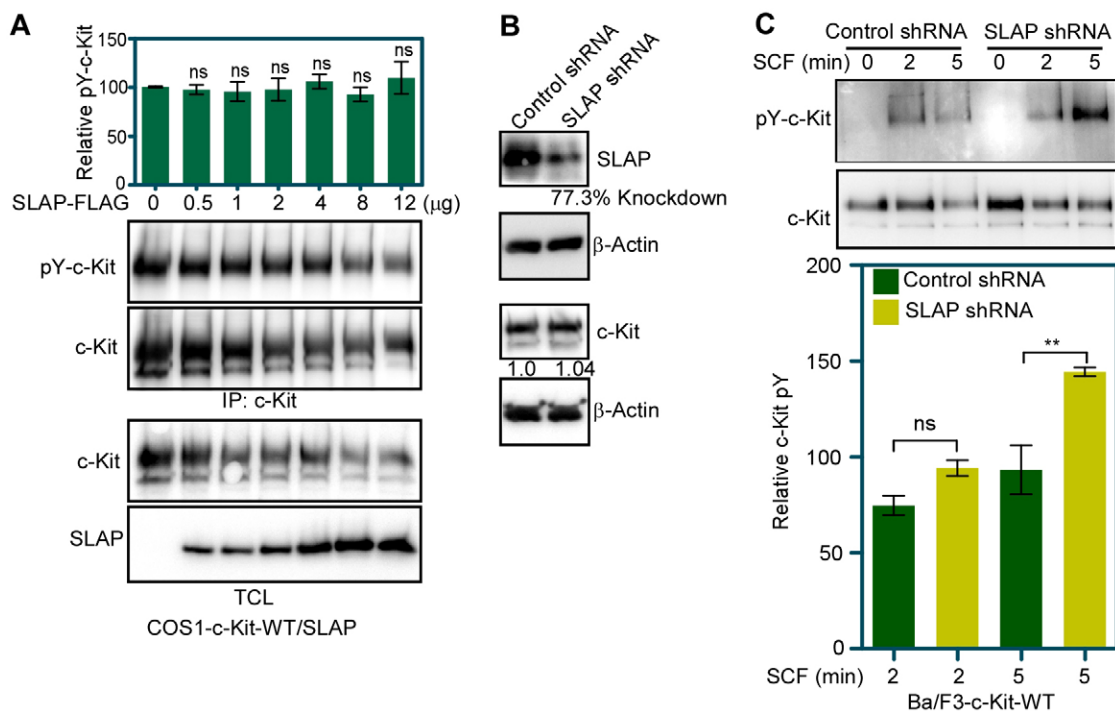 A
Relative pY-c-Kit
150
100
50
0
ns ns ns ns ns ns
SLAP-FLAG 0 0.5 1 2 4 8 12 (μg)
pY-c-Kit
c-Kit
IP: c-Kit
c-Kit
SLAP
TCL
COS1-c-Kit-WT/SLAP
B
Control shRNA
SLAP shRNA
SLAP
77.3% Knockdown
β-Actin
c-Kit
1.0 1.04
β-Actin
C
Control shRNA SLAP shRNA
SCF (min) 0 2 5 0 2 5
pY-c-Kit
c-Kit
Relative c-Kit pY
200
150
100
50
0
Control shRNA
SLAP shRNA
ns
**
SCF (min) 2 2 5 5
Ba/F3-c-Kit-WT